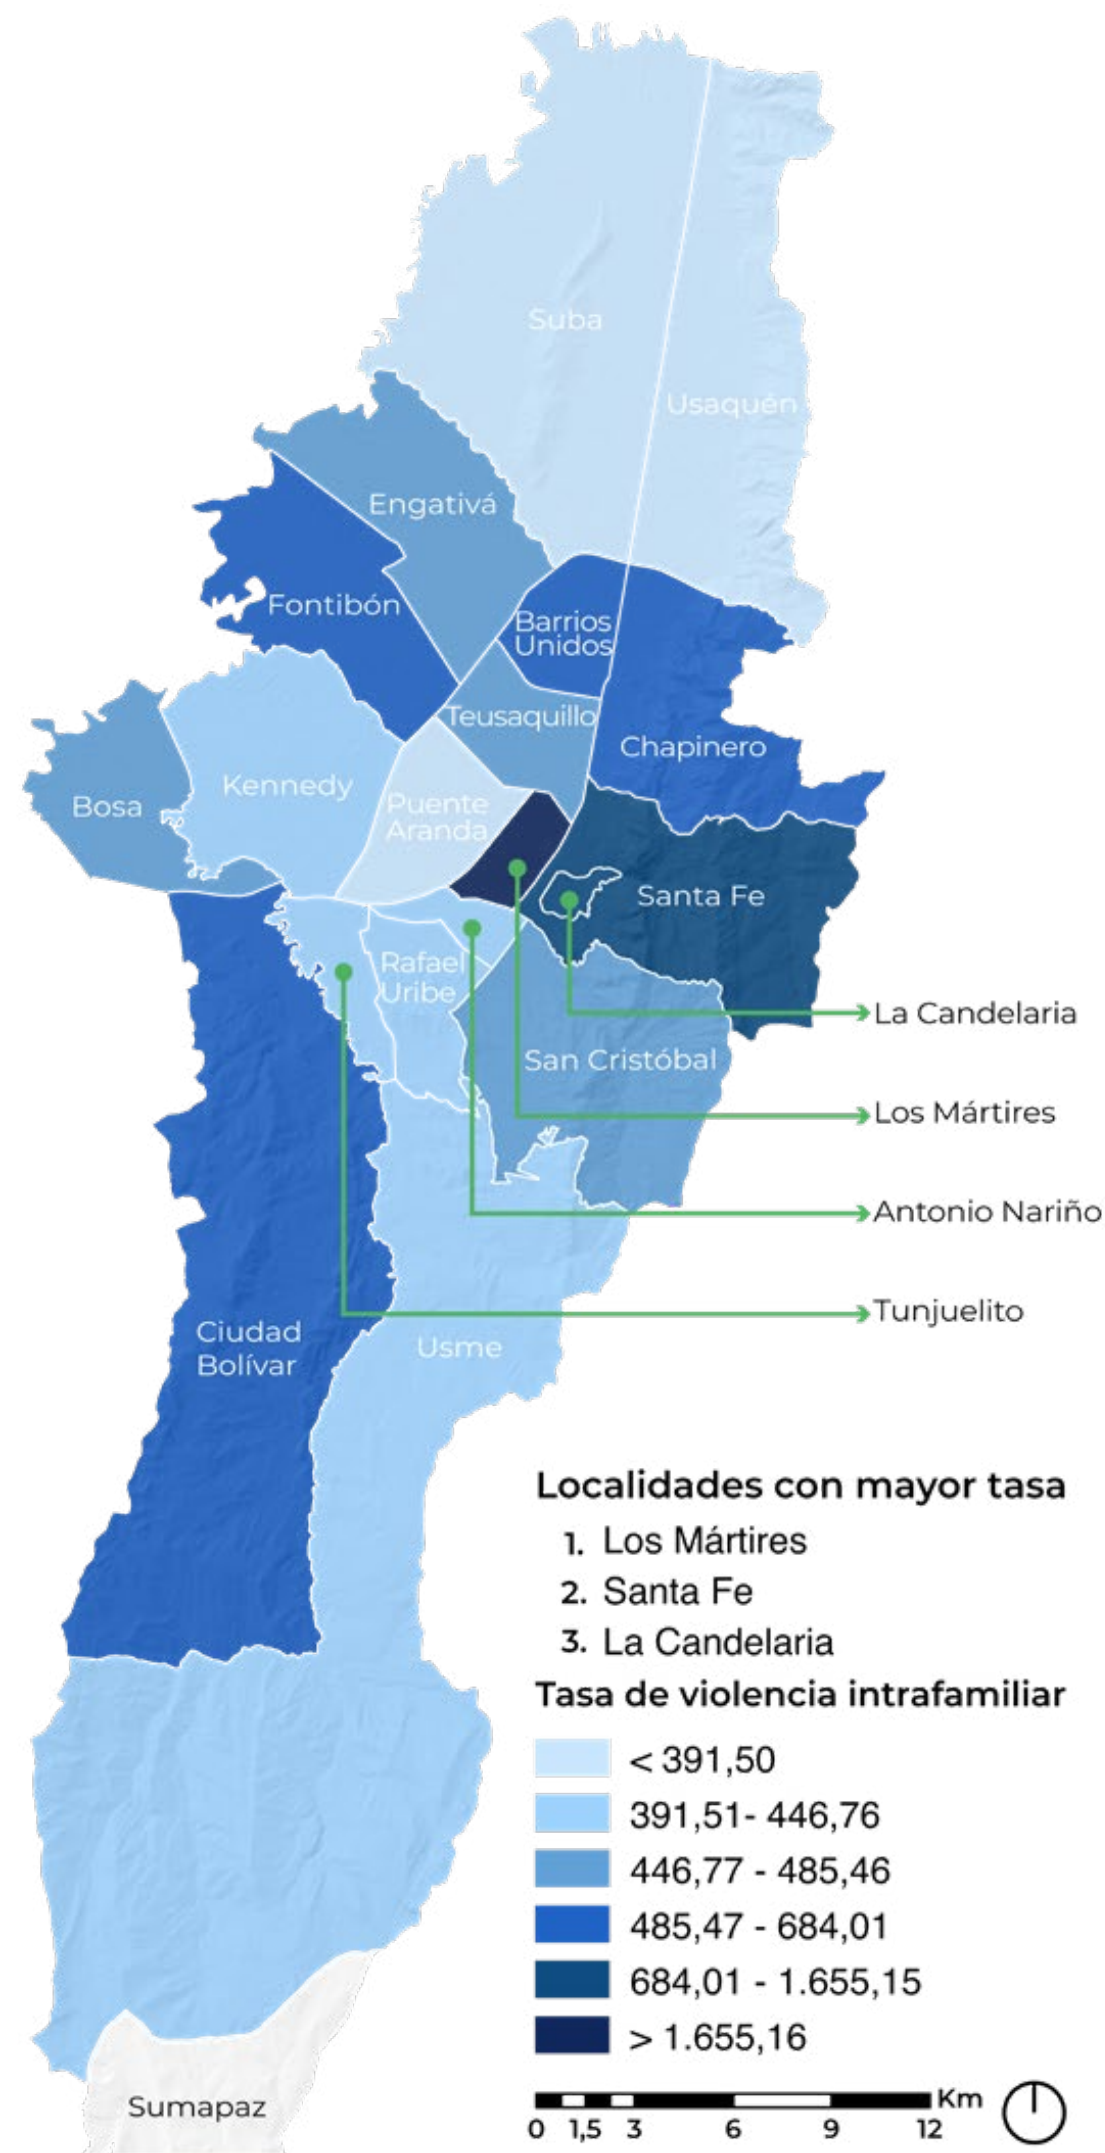 Suba
Usaquén
Engativá
Fontibón
Barrios
Unidos
Teusaquillo
Chapinero
Kennedy
Bosa
Puente
Aranda
Santa Fe
Rafael
Uribe
La Candelaria
San Cristóbal
Los Mártires
Antonio Nariño
Tunjuelito
Ciudad
Bolívar
Usme
Localidades con mayor tasa
1. Los Mártires
2. Santa Fe
3. La Candelaria
Tasa de violencia intrafamiliar
< 391,50
391,51- 446,76
446,77 - 485,46
485,47 - 684,01
684,01 - 1.655,15
> 1.655,16
Sumapaz
Km
0 1,5 3 6 9 12